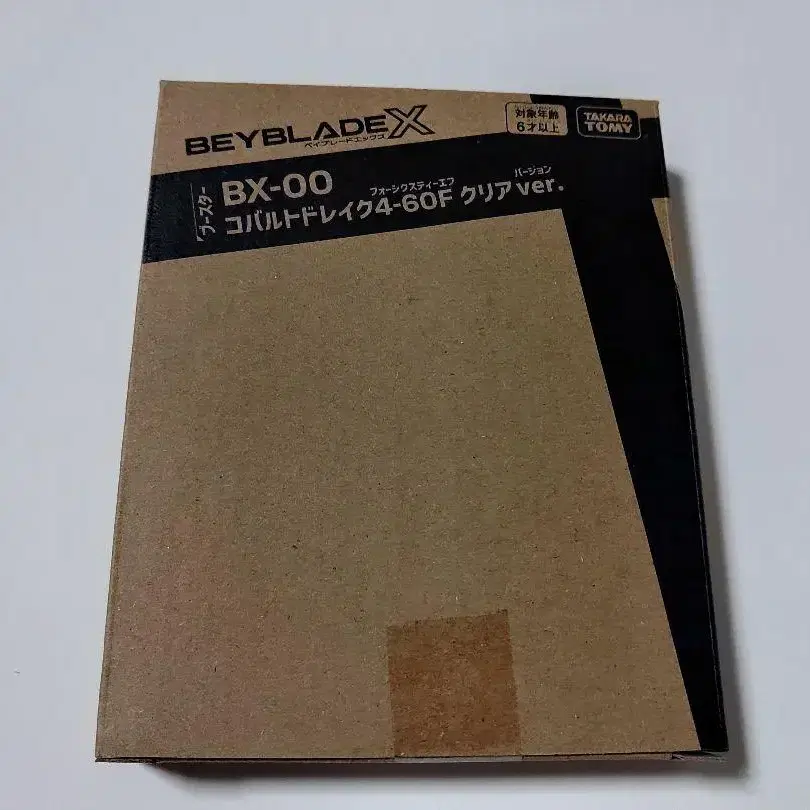 BEYBLADE X
ベイブレードエックス
対象年齢
6才以上
TAKARA
TOMY
ブースター
BX-00
フォーシックスティーエフ
バージョン
コバルトドレイク4-60F クリアver.